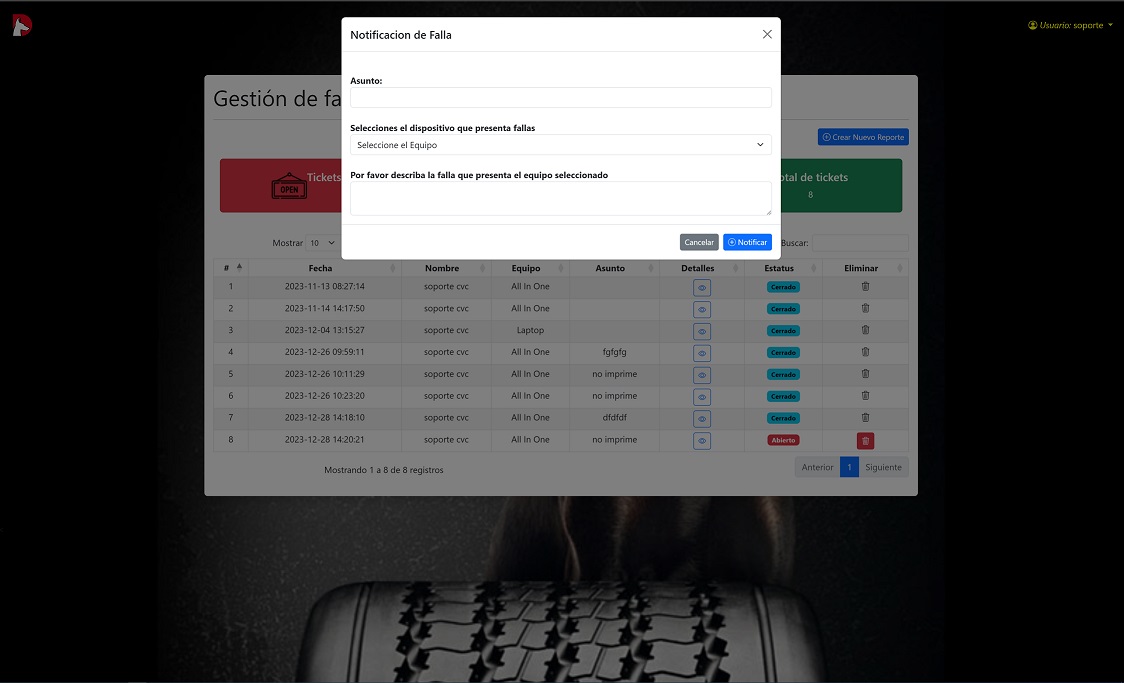 Notificacion de Falla
Usuario: soporte
Asunto:
Gestión de fa
Selecciones el dispositivo que presenta fallas
Seleccione el Equipo
Crear Nuevo Reporte
Por favor describa la falla que presenta el equipo seleccionado
Tickets
OPEN
tal de tickets
8
Cancelar Notificar
Mostrar 10 Buscar:
# Fecha Nombre Equipo Asunto Detalles Estatus Eliminar
1 2023-11-13 08:27:14 soporte cvc All In One Cerrado
2 2023-11-14 14:17:50 soporte cvc All In One Cerrado
3 2023-12-04 13:15:27 soporte cvc Laptop Cerrado
4 2023-12-26 09:59:11 soporte cvc All In One fgfgfg Cerrado
5 2023-12-26 10:11:29 soporte cvc All In One no imprime Cerrado
6 2023-12-26 10:23:20 soporte cvc All In One no imprime Cerrado
7 2023-12-28 14:18:10 soporte cvc All In One dfdfdf Cerrado
8 2023-12-28 14:20:21 soporte cvc All In One no imprime Abierto
Mostrando 1 a 8 de 8 registros
Anterior 1 Siguiente